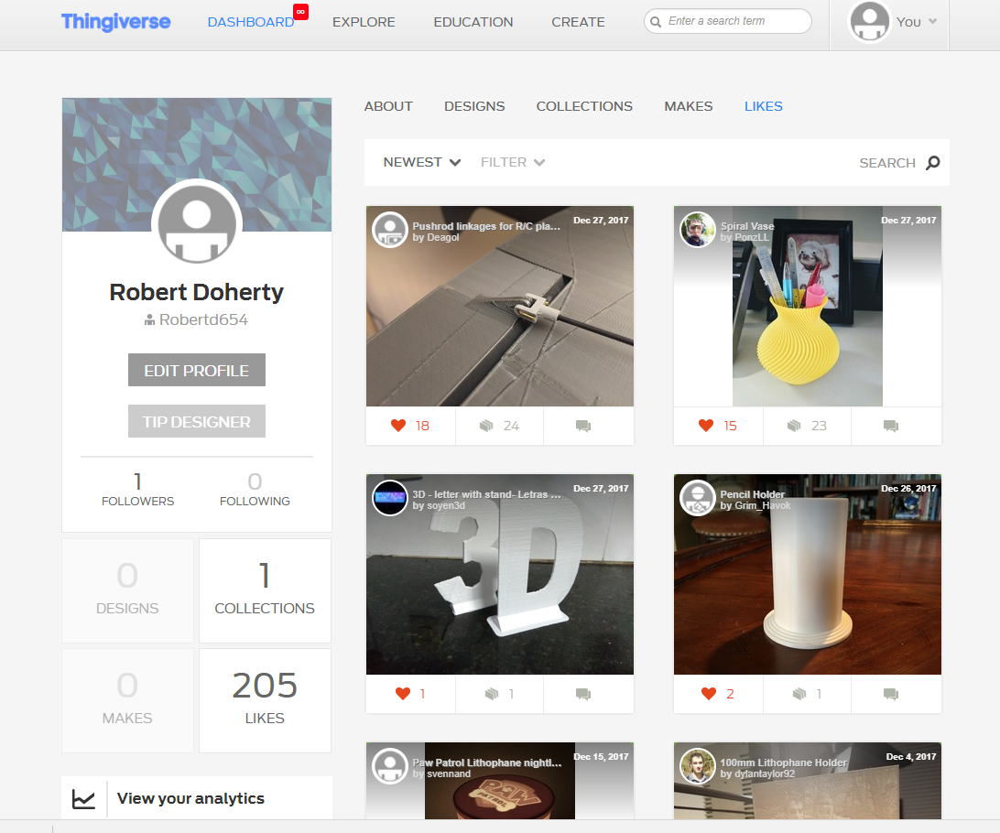 Thingiverse
DASHBOARD
∞
EXPLORE
EDUCATION
CREATE
Enter a search term
You
ABOUT
DESIGNS
COLLECTIONS
MAKES
LIKES
NEWEST
FILTER
SEARCH
Robert Doherty
Robertd654
EDIT PROFILE
TIP DESIGNER
1
FOLLOWERS
0
FOLLOWING
0
DESIGNS
1
COLLECTIONS
0
MAKES
205
LIKES
View your analytics
Pushrod linkages for R/C pla...
by Deagol
Dec 27, 2017
18
24
Spiral Vase
by PonzLL
Dec 27, 2017
15
23
3D - letter with stand- Letras ...
by soyen3d
Dec 27, 2017
3D
1
1
Pencil Holder
by Grim_Havok
Dec 26, 2017
2
1
Paw Patrol Lithophane nightl...
by svennand
Dec 15, 2017
PAW
PATROL
100mm Lithophane Holder
by dylantaylor92
Dec 4, 2017